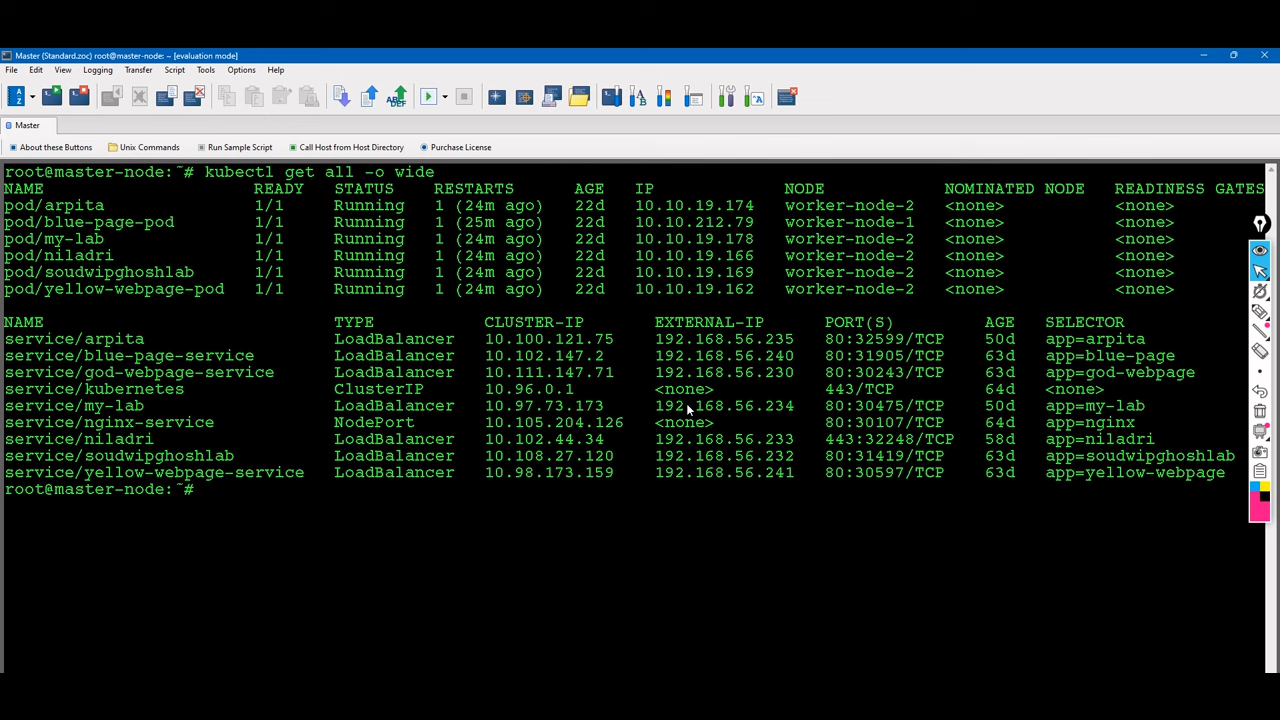 Master (Standard.zoc) root@master-node: ~ [evaluation mode]
File Edit View Logging Transfer Script Tools Options Help
Master
About these Buttons Unix Commands Run Sample Script Call Host from Host Directory Purchase License
root@master-node:~# kubectl get all -o wide
NAME READY STATUS RESTARTS AGE IP NODE NOMINATED NODE READINESS GATES
pod/arpita 1/1 Running 1 (24m ago) 22d 10.10.19.174 worker-node-2 <none> <none>
pod/blue-page-pod 1/1 Running 1 (25m ago) 22d 10.10.212.79 worker-node-1 <none> <none>
pod/my-lab 1/1 Running 1 (24m ago) 22d 10.10.19.178 worker-node-2 <none> <none>
pod/niladri 1/1 Running 1 (24m ago) 22d 10.10.19.166 worker-node-2 <none> <none>
pod/soudwipghoshlab 1/1 Running 1 (24m ago) 22d 10.10.19.169 worker-node-2 <none> <none>
pod/yellow-webpage-pod 1/1 Running 1 (24m ago) 22d 10.10.19.162 worker-node-2 <none> <none>
NAME TYPE CLUSTER-IP EXTERNAL-IP PORT(S) AGE SELECTOR
service/arpita LoadBalancer 10.100.121.75 192.168.56.235 80:32599/TCP 50d app=arpita
service/blue-page-service LoadBalancer 10.102.147.2 192.168.56.240 80:31905/TCP 63d app=blue-page
service/god-webpage-service LoadBalancer 10.111.147.71 192.168.56.230 80:30243/TCP 63d app=god-webpage
service/kubernetes ClusterIP 10.96.0.1 <none> 443/TCP 64d <none>
service/my-lab LoadBalancer 10.97.73.173 192.168.56.234 80:30475/TCP 50d app=my-lab
service/nginx-service NodePort 10.105.204.126 <none> 80:30107/TCP 64d app=nginx
service/niladri LoadBalancer 10.102.44.34 192.168.56.233 443:32248/TCP 58d app=niladri
service/soudwipghoshlab LoadBalancer 10.108.27.120 192.168.56.232 80:31419/TCP 63d app=soudwipghoshlab
service/yellow-webpage-service LoadBalancer 10.98.173.159 192.168.56.241 80:30597/TCP 63d app=yellow-webpage
root@master-node:~#